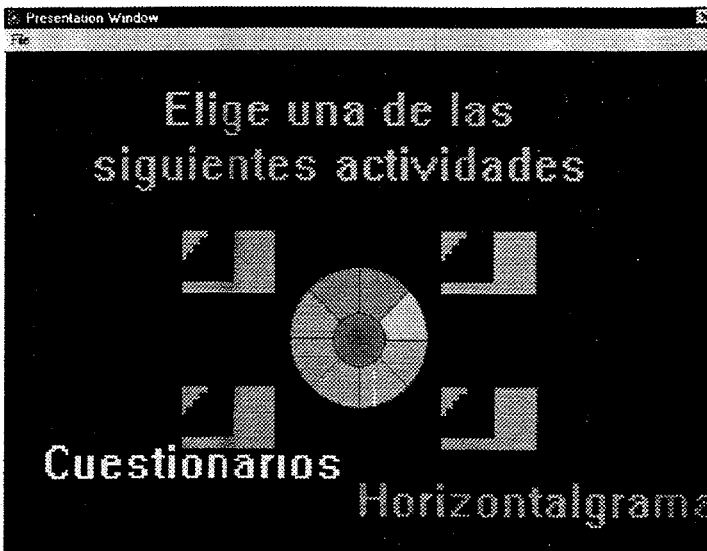 Presentation Window
File
Elige una de las
siguientes actividades
Cuestionarios
Horizontalgrama